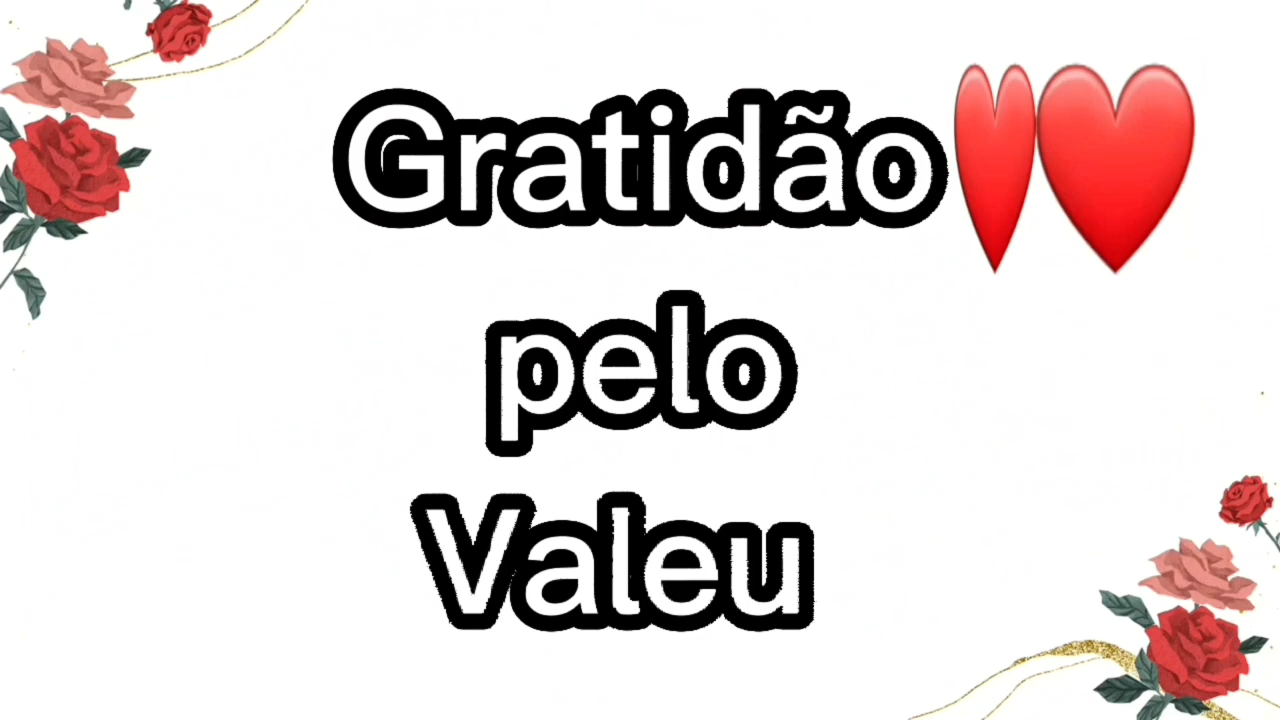 Gratidão♥️♥️
pelo
Valeu